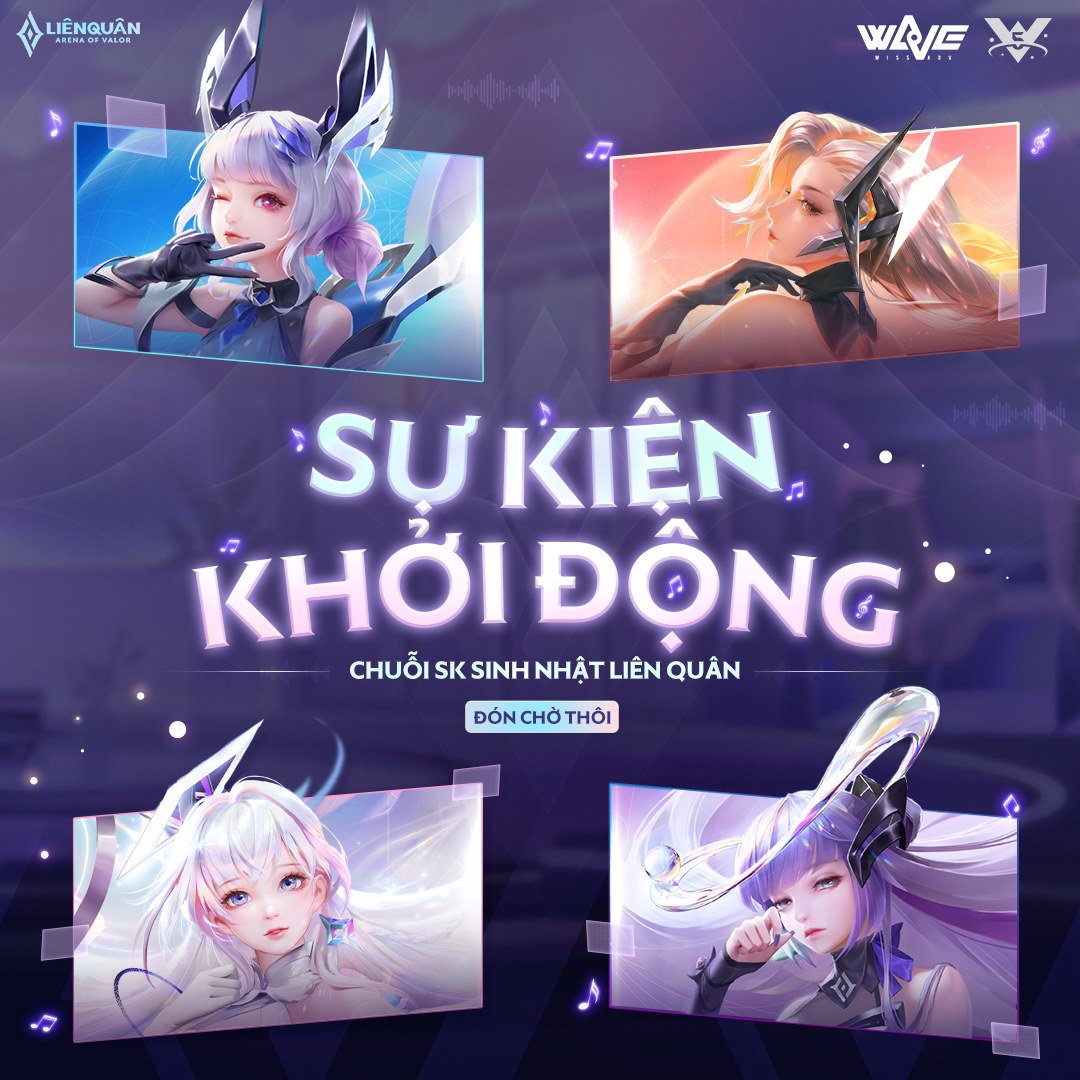 LIÊNQUÂN
ARENA OF VALOR
WAVE
MISS AOV
SỰ KIỆN
KHỞI ĐỘNG
CHUỖI SK SINH NHẬT LIÊN QUÂN
ĐÓN CHỜ THÔI